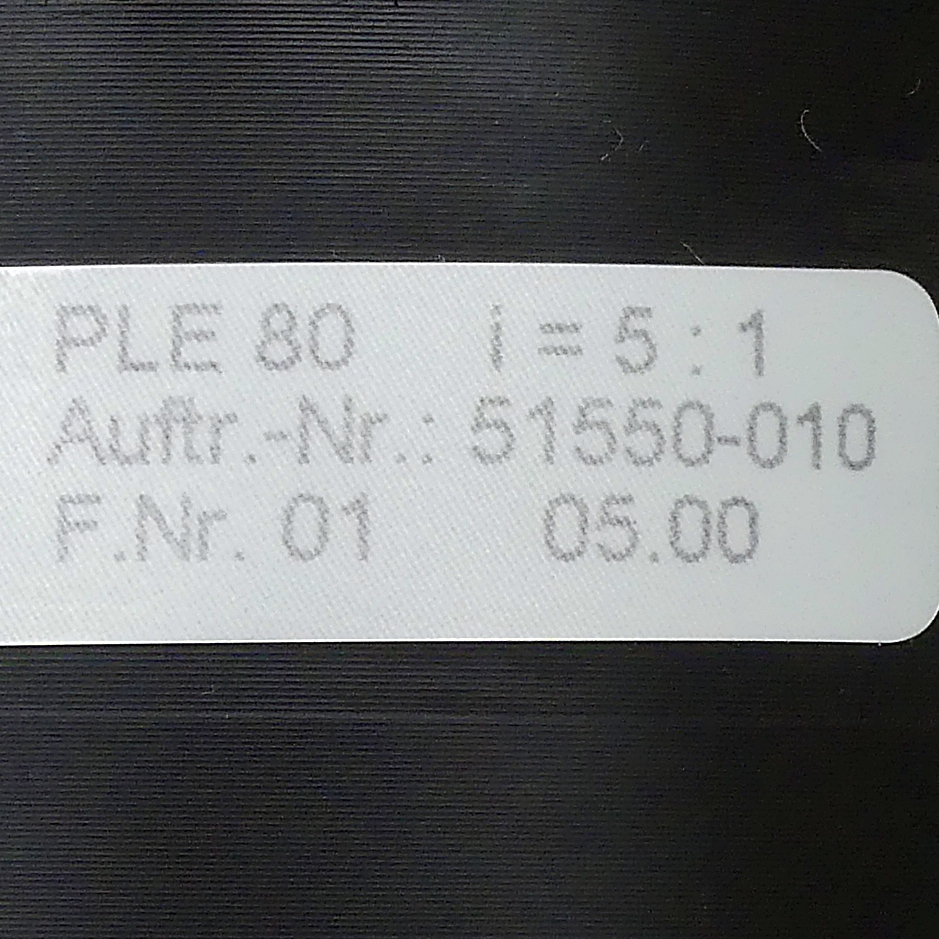 PLE 80 i = 5 : 1
Auftr.-Nr.: 51550-010
F.Nr. 01 05.00